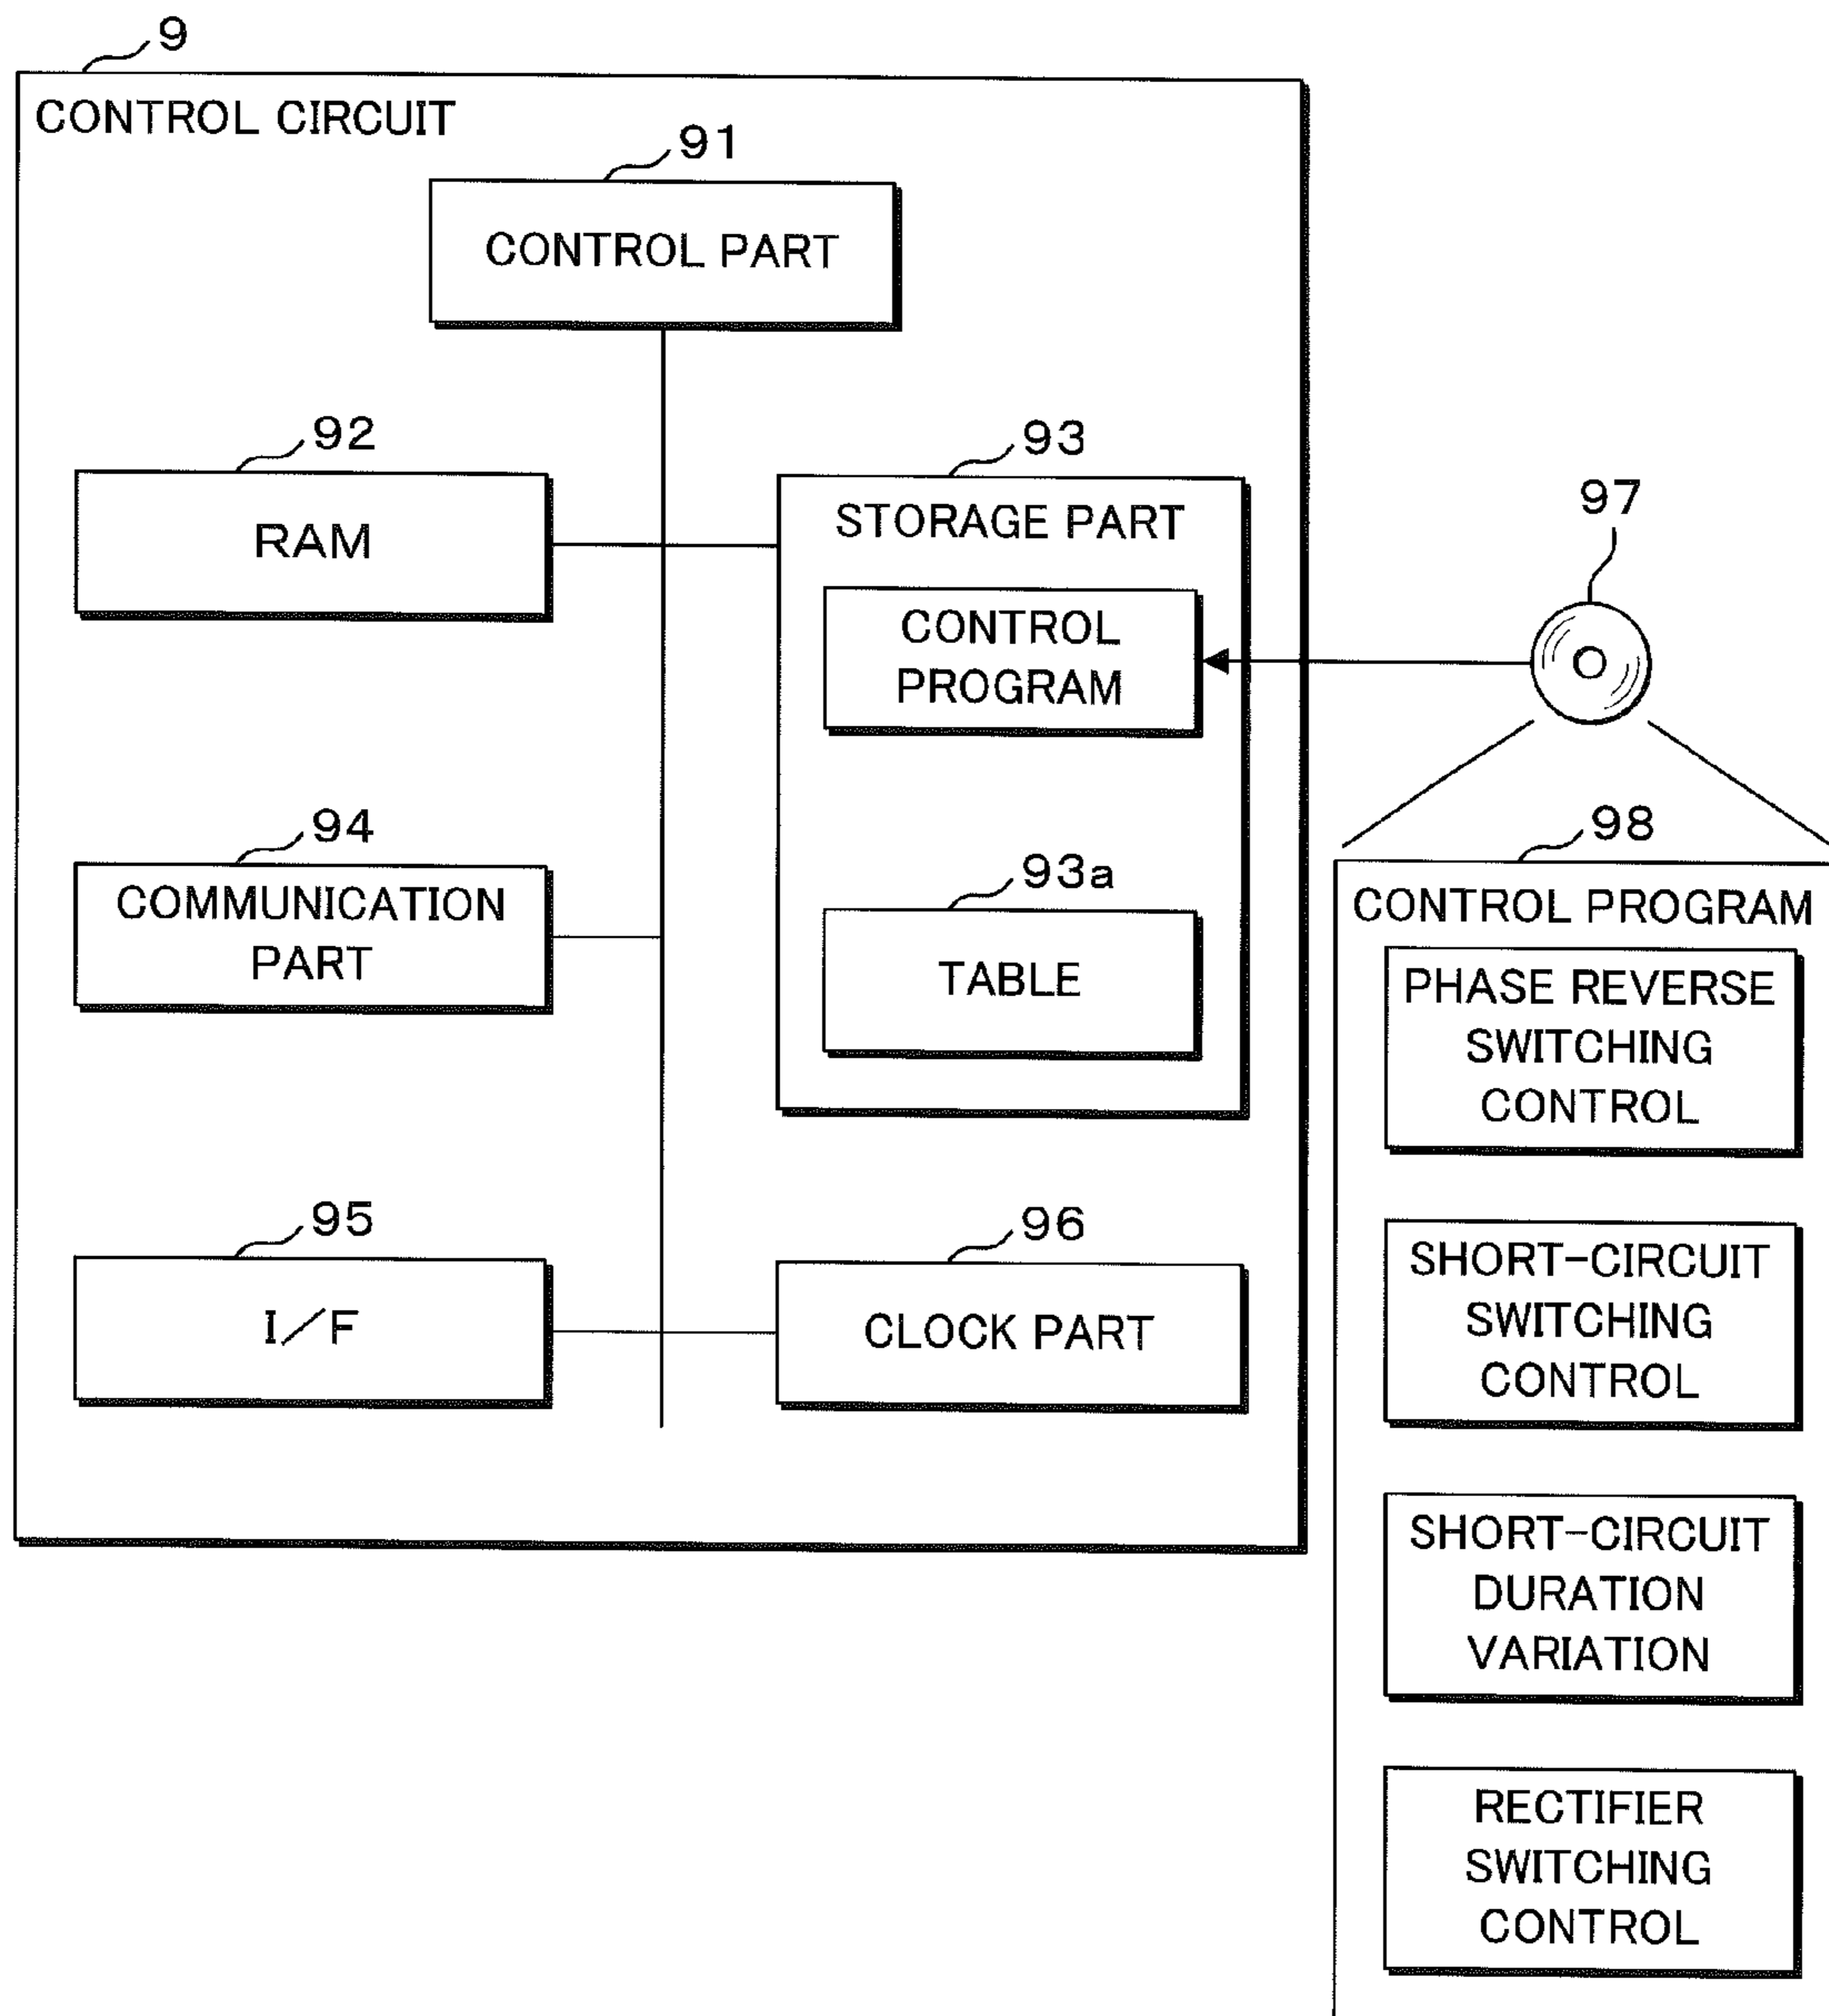 9
CONTROL CIRCUIT
91
CONTROL PART
92
RAM
93
STORAGE PART
CONTROL
PROGRAM
97
94
COMMUNICATION
PART
93a
TABLE
95
I/F
96
CLOCK PART
98
CONTROL PROGRAM
PHASE REVERSE
SWITCHING
CONTROL
SHORT-CIRCUIT
SWITCHING
CONTROL
SHORT-CIRCUIT
DURATION
VARIATION
RECTIFIER
SWITCHING
CONTROL